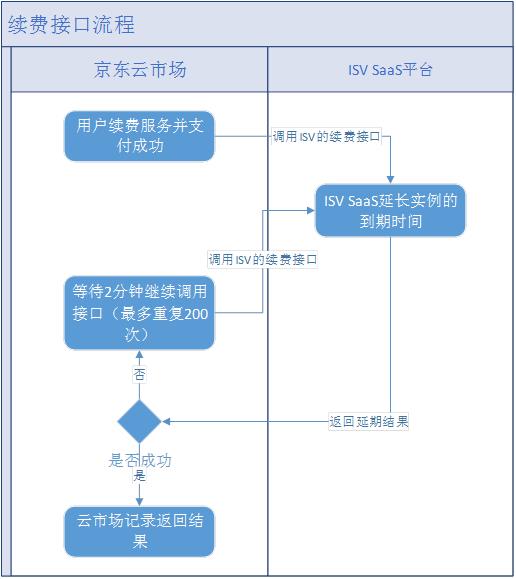 续费接口流程
京东云市场
ISV SaaS平台
用户续费服务并支
付成功
调用ISV的续费接口
ISV SaaS延长实例的
到期时间
调用ISV的续费接口
等待2分钟继续调用
接口（最多重复200
次）
否
返回延期结果
是否成功
是
云市场记录返回结
果